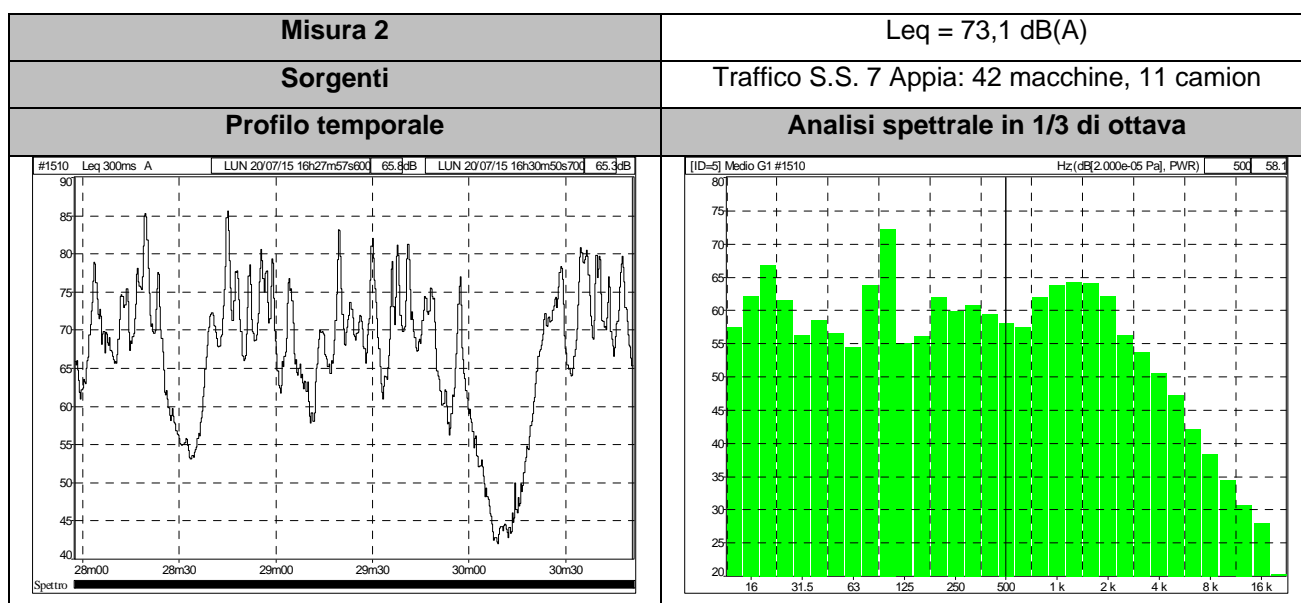 Misura 2
Leq = 73,1 dB(A)
Sorgenti
Traffico S.S. 7 Appia: 42 macchine, 11 camion
Profilo temporale
Analisi spettrale in 1/3 di ottava
#1510 Leq 300ms A LUN 20/07/15 16h27m57s600 65.8dB LUN 20/07/15 16h30m50s700 65.3dB
90
85
80
75
70
65
60
55
50
45
40
28m00 28m30 29m00 29m30 30m00 30m30
Spettro
[ID=5] Medio G1 #1510 Hz;(dB[2.000e-05 Pa], PWR) 500 58.1
80
75
70
65
60
55
50
45
40
35
30
25
20
16 31.5 63 125 250 500 1 k 2 k 4 k 8 k 16 k